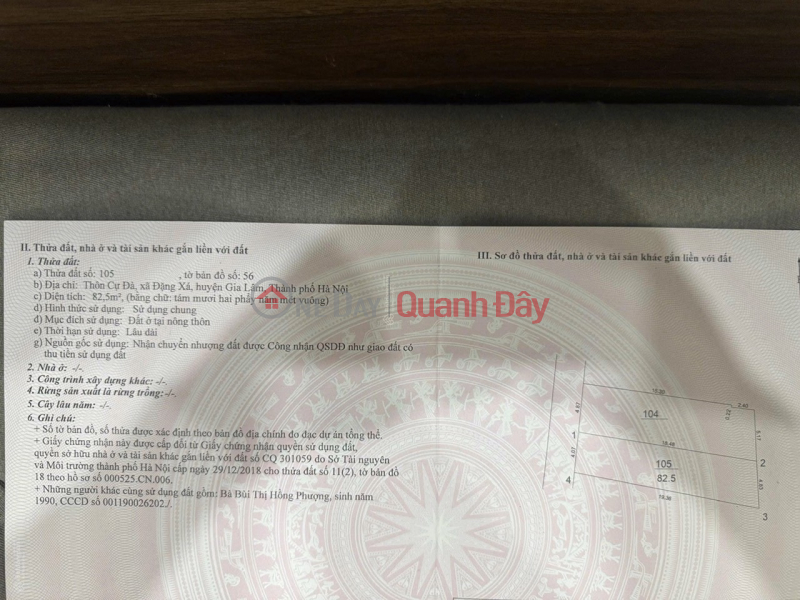 II. Thửa đất, nhà ở và tài sản khác gắn liền với đất
1. Thửa đất:
a) Thửa đất số: 105 , tờ bản đồ số: 56
b) Địa chỉ: Thôn Cự Đà, xã Đặng Xá, huyện Gia Lâm, Thành phố Hà Nội
c) Diện tích: 82,5m², (bằng chữ: tám mươi hai phẩy năm mét vuông)
d) Hình thức sử dụng: Sử dụng chung
đ) Mục đích sử dụng: Đất ở tại nông thôn
e) Thời hạn sử dụng: Lâu dài
g) Nguồn gốc sử dụng: Nhận chuyển nhượng đất được Công nhận QSDĐ như giao đất có
thu tiền sử dụng đất
2. Nhà ở: -/-.
3. Công trình xây dựng khác: -/-.
4. Rừng sản xuất là rừng trồng: -/-.
5. Cây lâu năm: -/-.
6. Ghi chú:
+ Số tờ bản đồ, số thửa được xác định theo bản đồ địa chính đo đạc dự án tổng thể.
+ Giấy chứng nhận này được cấp đổi từ Giấy chứng nhận quyền sử dụng đất,
quyền sở hữu nhà ở và tài sản khác gắn liền với đất số CQ 301059 do Sở Tài nguyên
và Môi trường thành phố Hà Nội cấp ngày 29/12/2018 cho thửa đất số 11(2), tờ bản đồ
18 theo hồ sơ số 000525.CN.006.
+ Những người khác cùng sử dụng đất gồm: Bà Bùi Thị Hồng Phượng, sinh năm
1990, CCCD số 001190026202./.
III. Sơ đồ thửa đất, nhà ở và tài sản khác gắn liền với đất
2.40
4.97
104
0.23
5.17
1
18.48
2
4.07
105
82.5
4
3
Quanh Đây